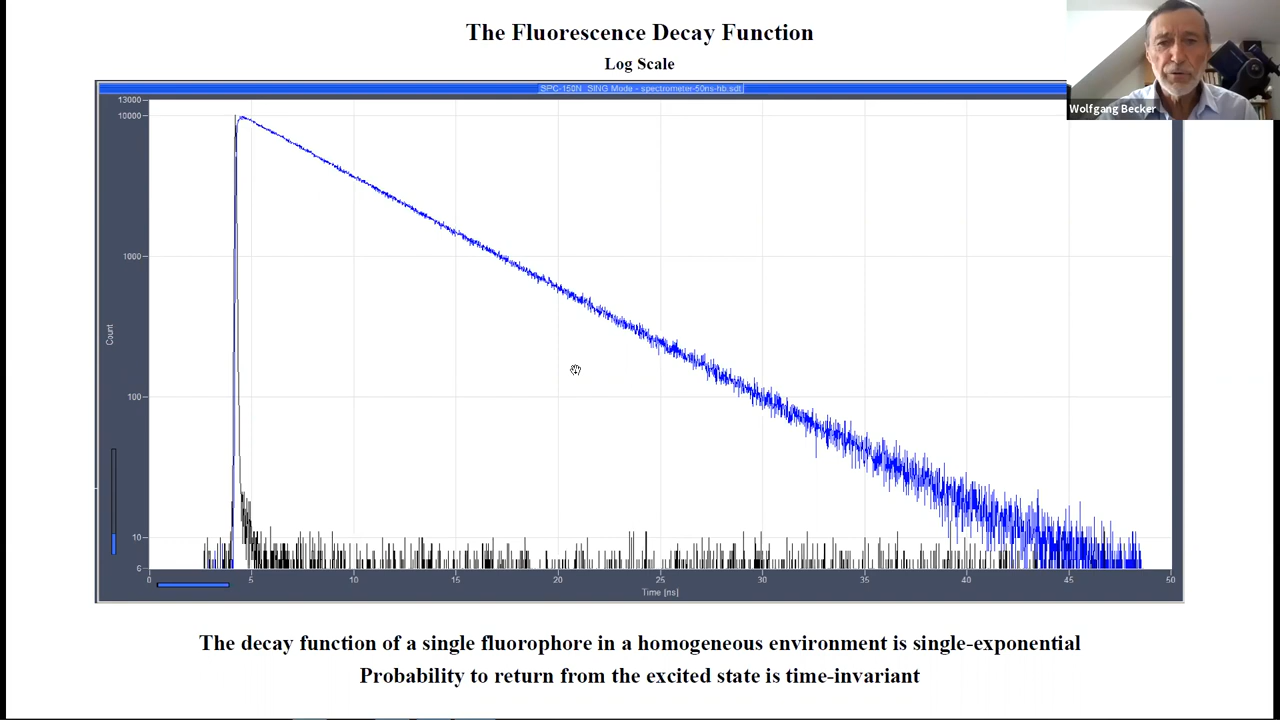 The Fluorescence Decay Function
Log Scale
SPC-150N SING Mode - spectrometer-50ns-hb.sdt
Wolfgang Becker
13000
10000
1000
100
10
6
Count
0 5 10 15 20 25 30 35 40 45 50
Time [ns]
The decay function of a single fluorophore in a homogeneous environment is single-exponential
Probability to return from the excited state is time-invariant